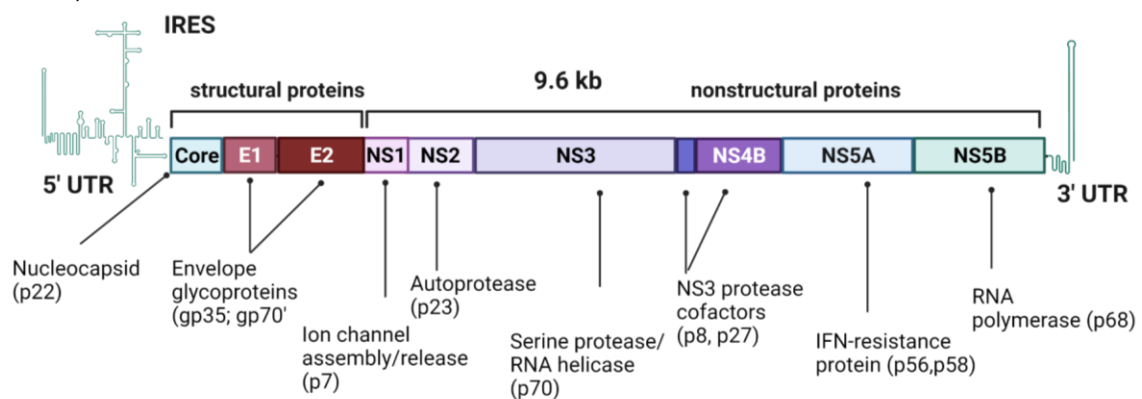 IRES
structural proteins
9.6 kb
nonstructural proteins
Core E1 E2 NS1 NS2 NS3 NS4B NS5A NS5B
5' UTR
3' UTR
Nucleocapsid
(p22)
Envelope
glycoproteins
(gp35; gp70'
Ion channel
assembly/release
(p7)
Autoprotease
(p23)
Serine protease/
RNA helicase
(p70)
NS3 protease
cofactors
(p8, p27)
IFN-resistance
protein (p56,p58)
RNA
polymerase (p68)